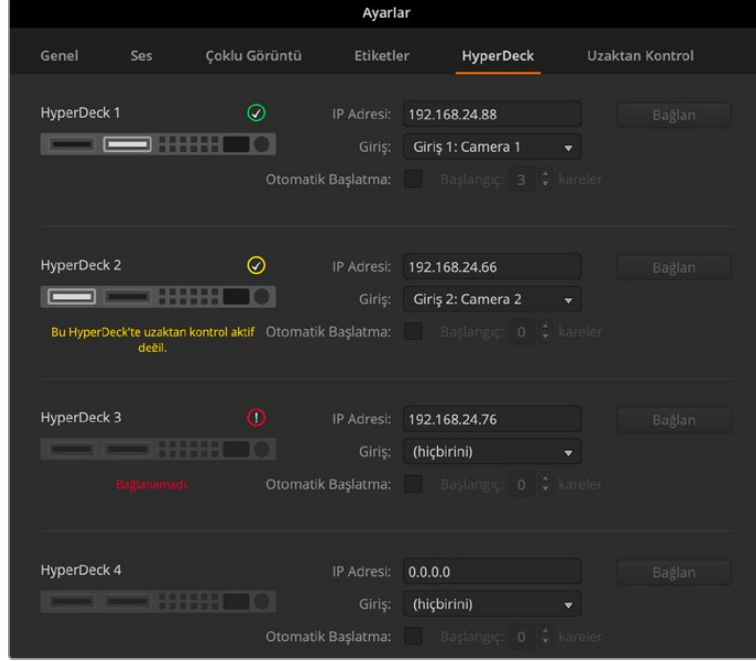 Ayarlar
Genel Ses Çoklu Görüntü Etiketler HyperDeck Uzaktan Kontrol
HyperDeck 1 IP Adresi: 192.168.24.88 Bağlan
Giriş: Giriş 1: Camera 1
Otomatik Başlatma: Başlangıç: 3 kareler
HyperDeck 2 IP Adresi: 192.168.24.66 Bağlan
Giriş: Giriş 2: Camera 2
Bu HyperDeck'te uzaktan kontrol aktif Otomatik Başlatma: Başlangıç: 0 kareler
değil.
HyperDeck 3 IP Adresi: 192.168.24.76 Bağlan
Giriş: (hiçbirini)
Bağlanamadı. Otomatik Başlatma: Başlangıç: 0 kareler
HyperDeck 4 IP Adresi: 0.0.0.0 Bağlan
Giriş: (hiçbirini)
Otomatik Başlatma: Başlangıç: 0 kareler